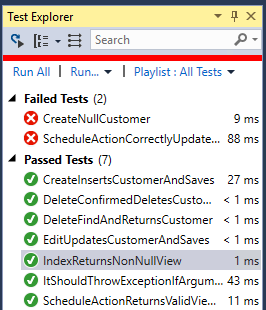 Test Explorer
Search
Run All | Run... | Playlist : All Tests
Failed Tests (2)
CreateNullCustomer 9 ms
ScheduleActionCorrectlyUpdate... 88 ms
Passed Tests (7)
CreateInsertsCustomerAndSaves 27 ms
DeleteConfirmedDeletesCusto... < 1 ms
DeleteFindAndReturnsCustomer < 1 ms
EditUpdatesCustomerAndSaves < 1 ms
IndexReturnsNonNullView 1 ms
ItShouldThrowExceptionIfArgum... 43 ms
ScheduleActionReturnsValidVie... 11 ms